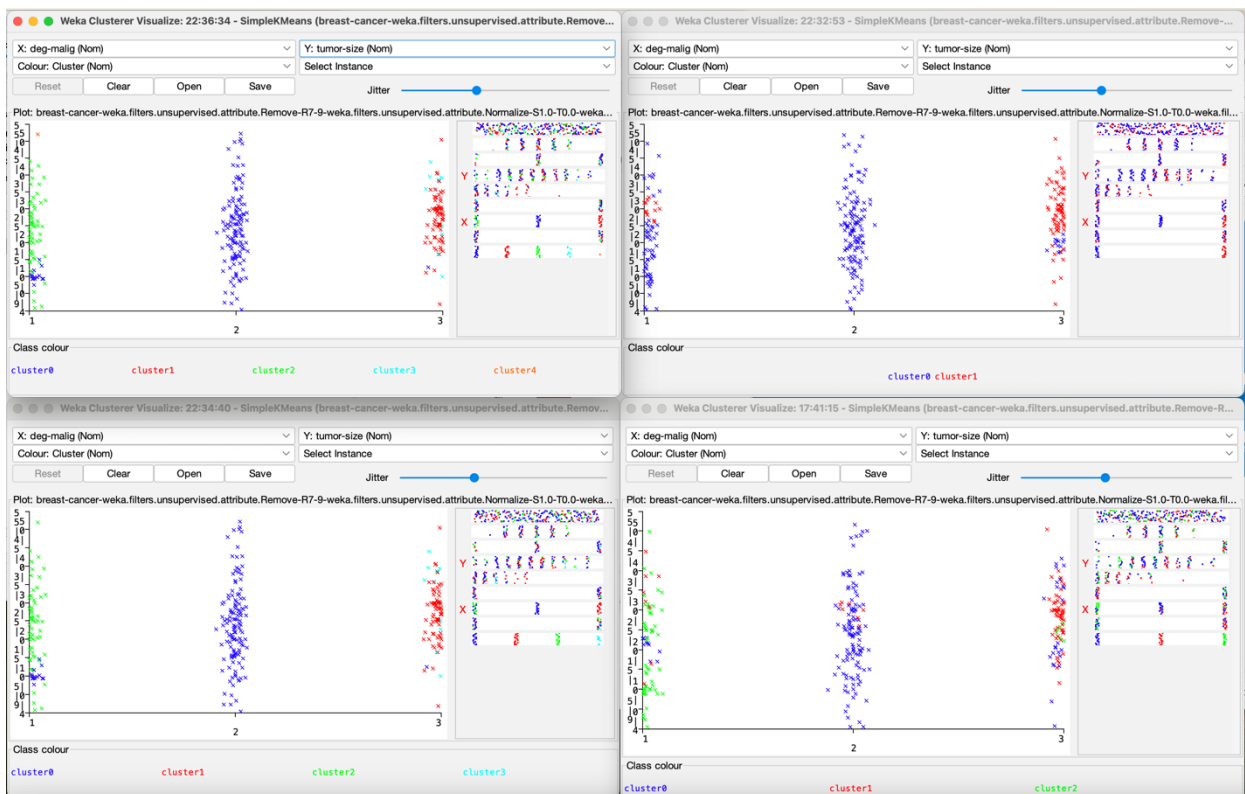 Weka Clusterer Visualize: 22:36:34 - SimpleKMeans (breast-cancer-weka.filters.unsupervised.attribute.Remove...
X: deg-malig (Nom)
Y: tumor-size (Nom)
Colour: Cluster (Nom)
Select Instance
Reset
Clear
Open
Save
Jitter
Plot: breast-cancer-weka.filters.unsupervised.attribute.Remove-R7-9-weka.filters.unsupervised.attribute.Normalize-S1.0-T0.0-weka...
Y
X
1
2
3
Class colour
cluster0 cluster1 cluster2 cluster3 cluster4
Weka Clusterer Visualize: 22:32:53 - SimpleKMeans (breast-cancer-weka.filters.unsupervised.attribute.Remove-...
X: deg-malig (Nom)
Y: tumor-size (Nom)
Colour: Cluster (Nom)
Select Instance
Reset
Clear
Open
Save
Jitter
Plot: breast-cancer-weka.filters.unsupervised.attribute.Remove-R7-9-weka.filters.unsupervised.attribute.Normalize-S1.0-T0.0-weka.fil...
Y
X
1
2
3
Class colour
cluster0 cluster1
Weka Clusterer Visualize: 22:34:40 - SimpleKMeans (breast-cancer-weka.filters.unsupervised.attribute.Remov...
X: deg-malig (Nom)
Y: tumor-size (Nom)
Colour: Cluster (Nom)
Select Instance
Reset
Clear
Open
Save
Jitter
Plot: breast-cancer-weka.filters.unsupervised.attribute.Remove-R7-9-weka.filters.unsupervised.attribute.Normalize-S1.0-T0.0-weka...
Y
X
1
2
3
Class colour
cluster0 cluster1 cluster2 cluster3
Weka Clusterer Visualize: 17:41:15 - SimpleKMeans (breast-cancer-weka.filters.unsupervised.attribute.Remove-R...
X: deg-malig (Nom)
Y: tumor-size (Nom)
Colour: Cluster (Nom)
Select Instance
Reset
Clear
Open
Save
Jitter
Plot: breast-cancer-weka.filters.unsupervised.attribute.Remove-R7-9-weka.filters.unsupervised.attribute.Normalize-S1.0-T0.0-weka.fil...
Y
X
1
2
3
Class colour
cluster0 cluster1 cluster2